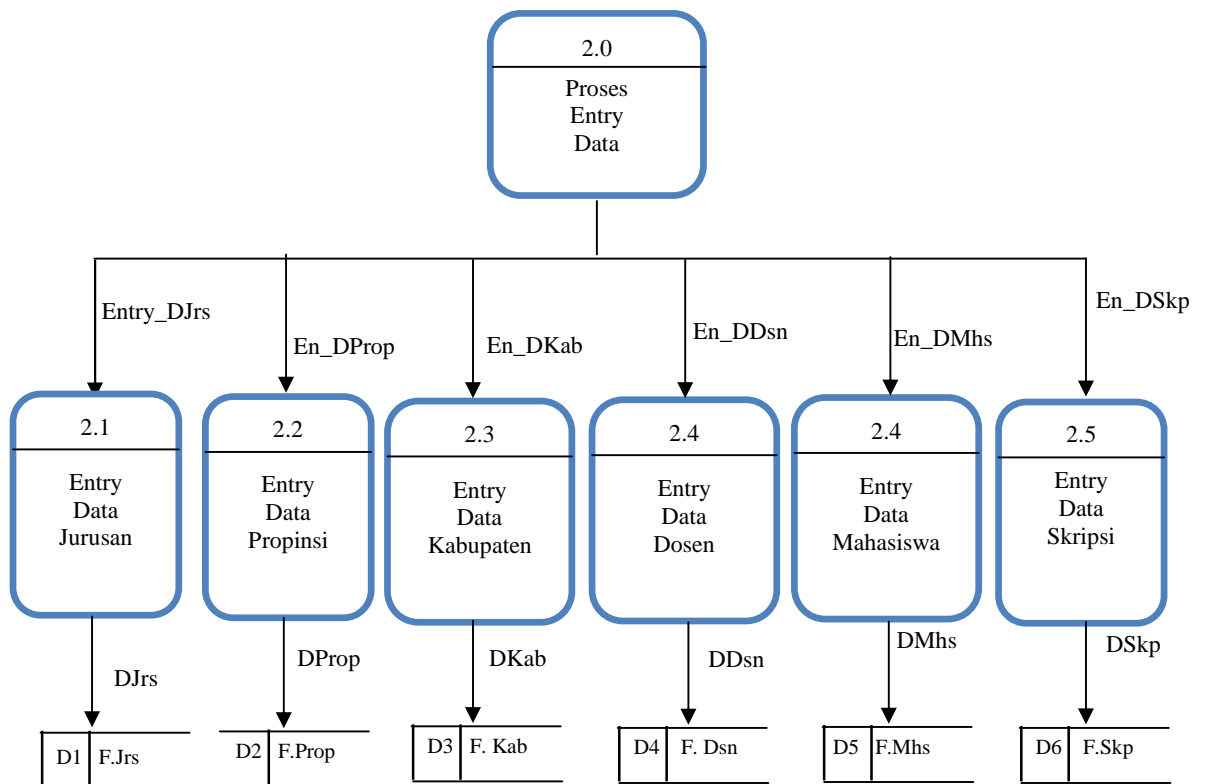 2.0
Proses
Entry
Data
Entry_DJrs
En_DProp
En_DKab
En_DDsn
En_DMhs
En_DSkp
2.1
Entry
Data
Jurusan
2.2
Entry
Data
Propinsi
2.3
Entry
Data
Kabupaten
2.4
Entry
Data
Dosen
2.4
Entry
Data
Mahasiswa
2.5
Entry
Data
Skripsi
DJrs
DProp
DKab
DDsn
DMhs
DSkp
D1 F.Jrs
D2 F.Prop
D3 F. Kab
D4 F. Dsn
D5 F.Mhs
D6 F.Skp